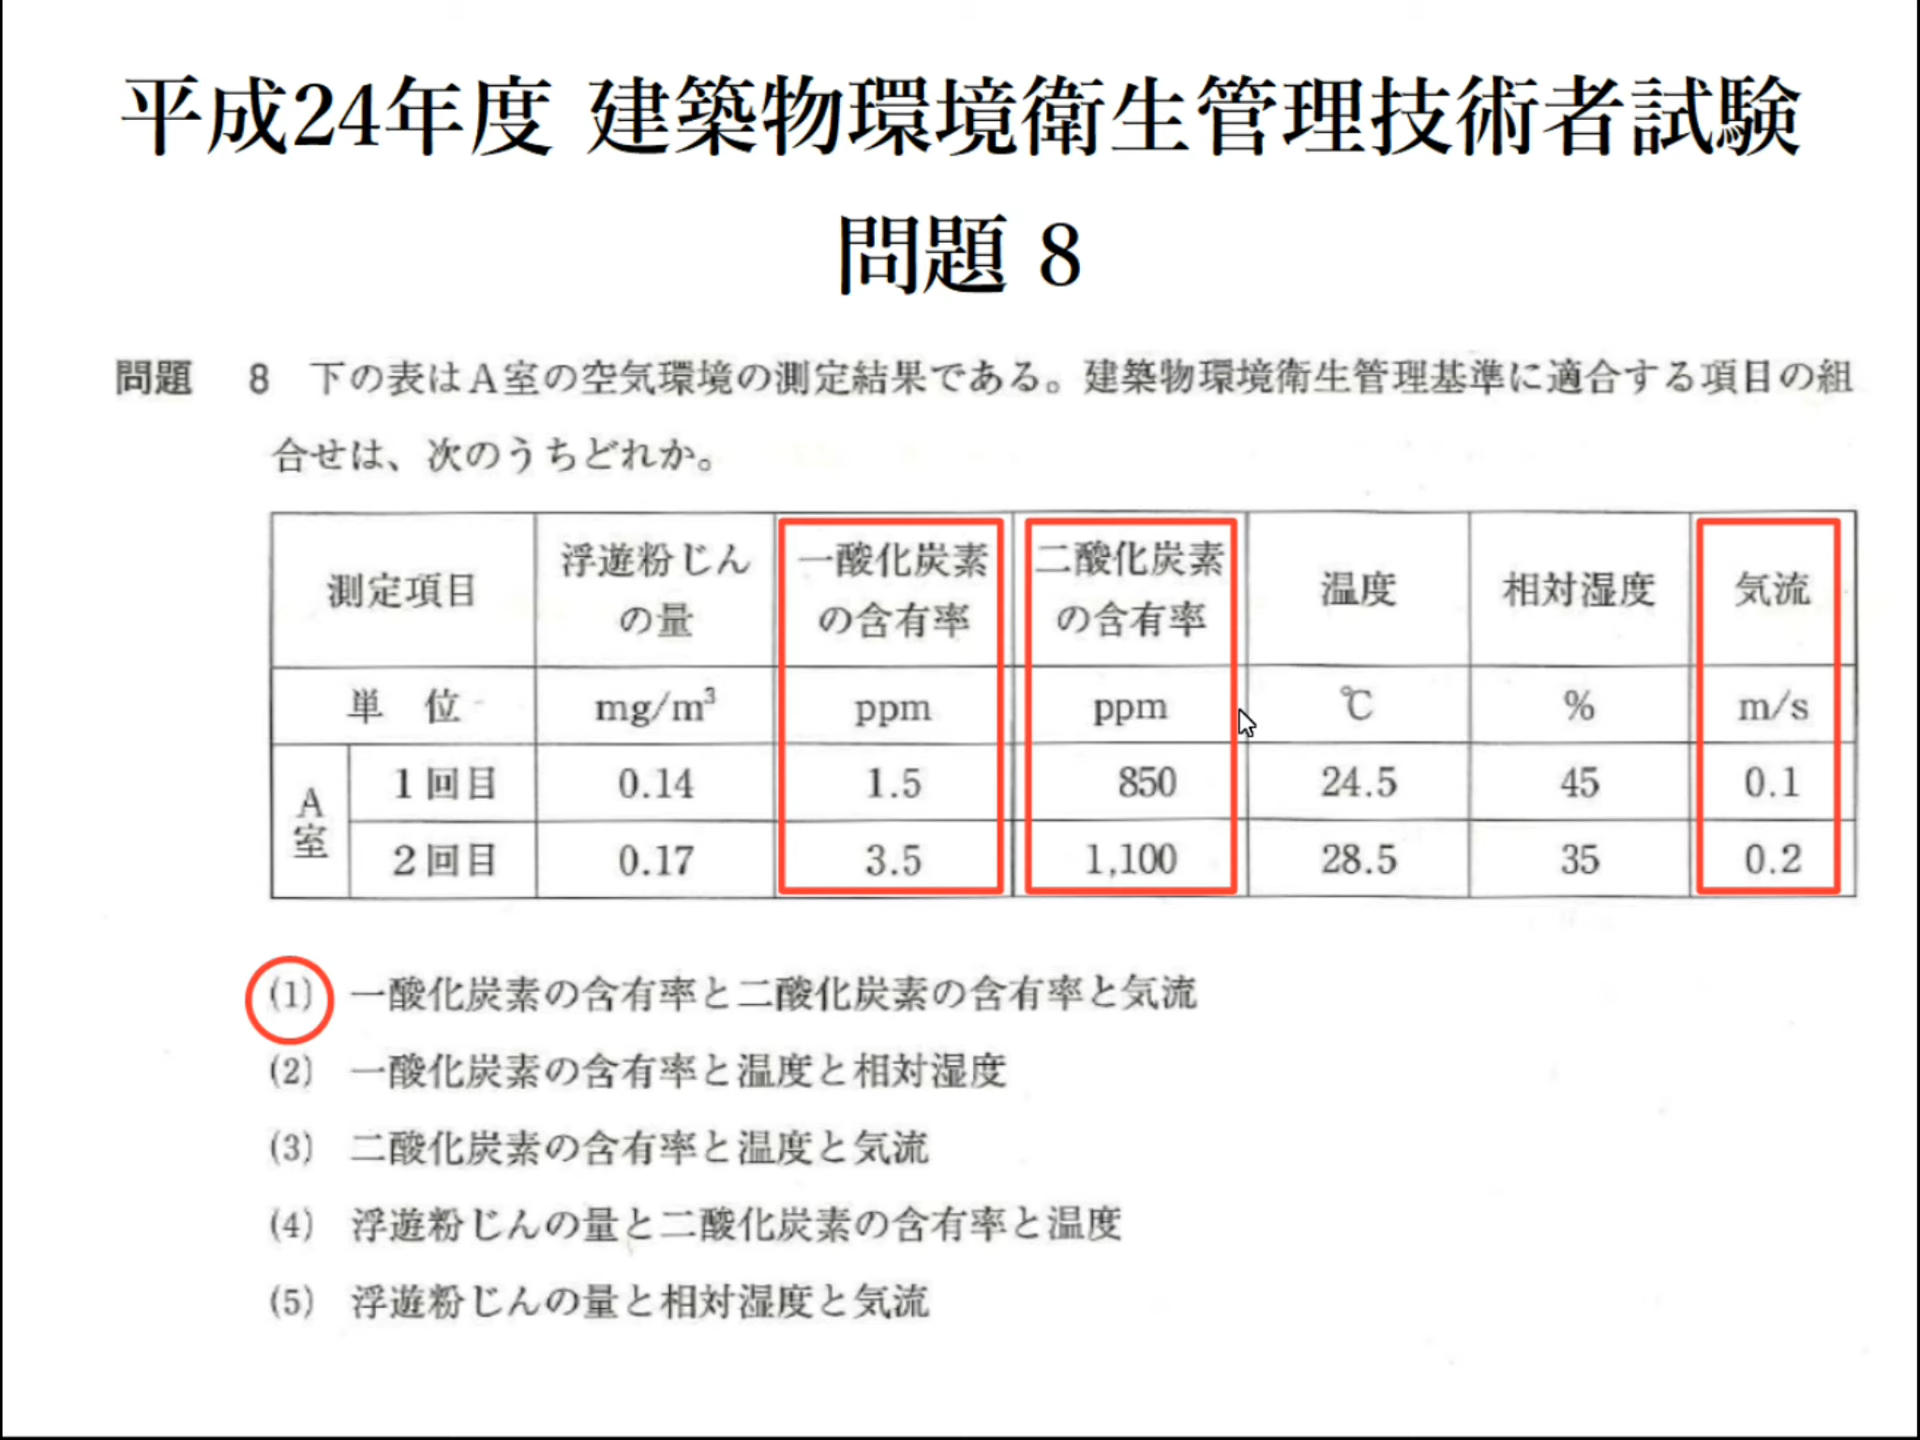 平成24年度 建築物環境衛生管理技術者試験
問題 8
問題 8 下の表はA室の空気環境の測定結果である。建築物環境衛生管理基準に適合する項目の組
合せは、次のうちどれか。
測定項目 浮遊粉じんの量 一酸化炭素の含有率 二酸化炭素の含有率 温度 相対湿度 気流
単 位 mg/m³ ppm ppm ℃ % m/s
A室 1回目 0.14 1.5 850 24.5 45 0.1
2回目 0.17 3.5 1,100 28.5 35 0.2
(1) 一酸化炭素の含有率と二酸化炭素の含有率と気流
(2) 一酸化炭素の含有率と温度と相対湿度
(3) 二酸化炭素の含有率と温度と気流
(4) 浮遊粉じんの量と二酸化炭素の含有率と温度
(5) 浮遊粉じんの量と相対湿度と気流